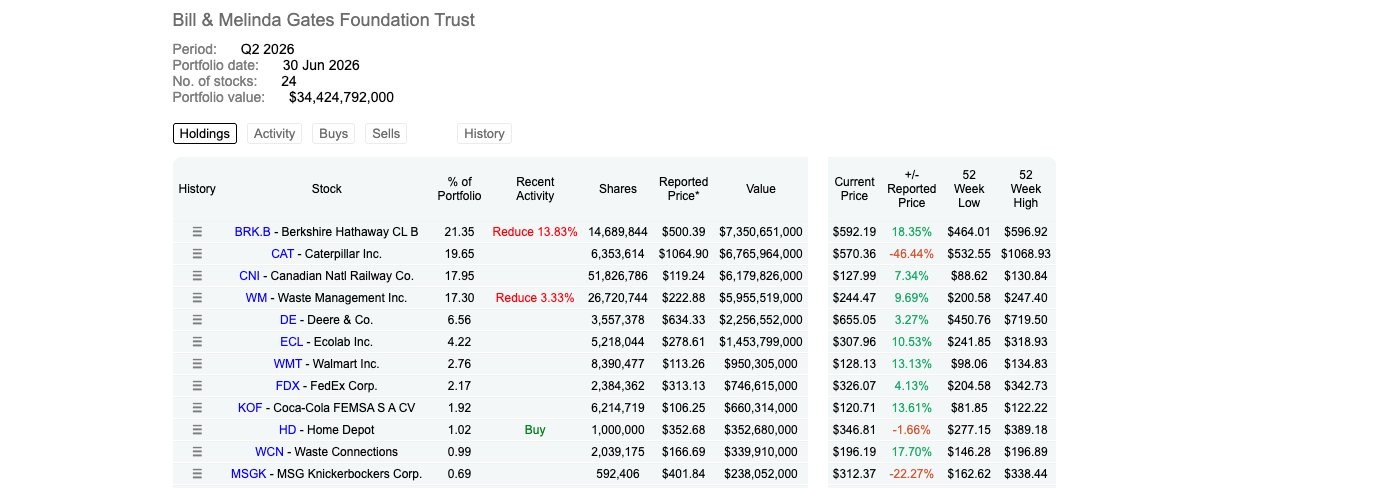 Bill & Melinda Gates Foundation Trust
Period: Q2 2026
Portfolio date: 30 Jun 2026
No. of stocks: 24
Portfolio value: $34,424,792,000
Holdings Activity Buys Sells History
History Stock % of Portfolio Recent Activity Shares Reported Price* Value Current Price +/- Reported Price 52 Week Low 52 Week High
BRK.B - Berkshire Hathaway CL B 21.35 Reduce 13.83% 14,689,844 $500.39 $7,350,651,000 $592.19 18.35% $464.01 $596.92
CAT - Caterpillar Inc. 19.65 6,353,614 $1064.90 $6,765,964,000 $570.36 -46.44% $532.55 $1068.93
CNI - Canadian Natl Railway Co. 17.95 51,826,786 $119.24 $6,179,826,000 $127.99 7.34% $88.62 $130.84
WM - Waste Management Inc. 17.30 Reduce 3.33% 26,720,744 $222.88 $5,955,519,000 $244.47 9.69% $200.58 $247.40
DE - Deere & Co. 6.56 3,557,378 $634.33 $2,256,552,000 $655.05 3.27% $450.76 $719.50
ECL - Ecolab Inc. 4.22 5,218,044 $278.61 $1,453,799,000 $307.96 10.53% $241.85 $318.93
WMT - Walmart Inc. 2.76 8,390,477 $113.26 $950,305,000 $128.13 13.13% $98.06 $134.83
FDX - FedEx Corp. 2.17 2,384,362 $313.13 $746,615,000 $326.07 4.13% $204.58 $342.73
KOF - Coca-Cola FEMSA S A CV 1.92 6,214,719 $106.25 $660,314,000 $120.71 13.61% $81.85 $122.22
HD - Home Depot 1.02 Buy 1,000,000 $352.68 $352,680,000 $346.81 -1.66% $277.15 $389.18
WCN - Waste Connections 0.99 2,039,175 $166.69 $339,910,000 $196.19 17.70% $146.28 $196.89
MSGK - MSG Knickerbockers Corp. 0.69 592,406 $401.84 $238,052,000 $312.37 -22.27% $162.62 $338.44